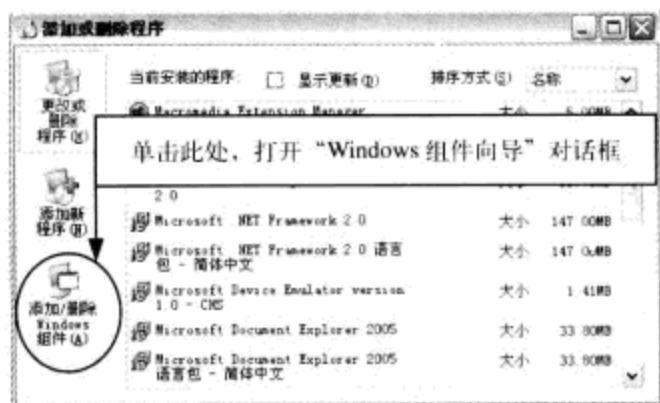 添加或删除程序
更改或
删除
程序(H)
当前安装的程序: 显示更新(D) 排序方式(S) 名称
Macromedia Extension Manager 大小 5.00MB
单击此处、打开“Windows 组件向导”对话框
2.0
添加新
程序(N)
Microsoft .NET Framework 2.0 大小 147.00MB
Microsoft .NET Framework 2.0 语言
包 - 简体中文 大小
添加/删除
Windows
组件(A)
Microsoft Device Emulator version
1.0 - CHS 大小 1.41MB
Microsoft Document Explorer 2005 大小 33.80MB
Microsoft Document Explorer 2005
语言包 - 简体中文 大小 33.80MB